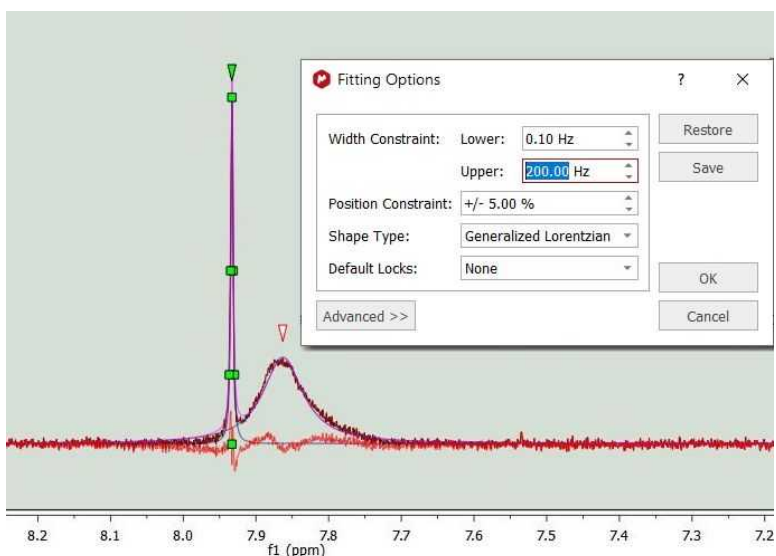 Fitting Options
? ×
Width Constraint: Lower: 0.10 Hz
Restore
Upper: 200.00 Hz
Save
Position Constraint: +/- 5.00 %
Shape Type: Generalized Lorentzian
Default Locks: None
OK
Advanced >>
Cancel
8.2 8.1 8.0 7.9 7.8 7.7 7.6 7.5 7.4 7.3 7.2
f1 (ppm)